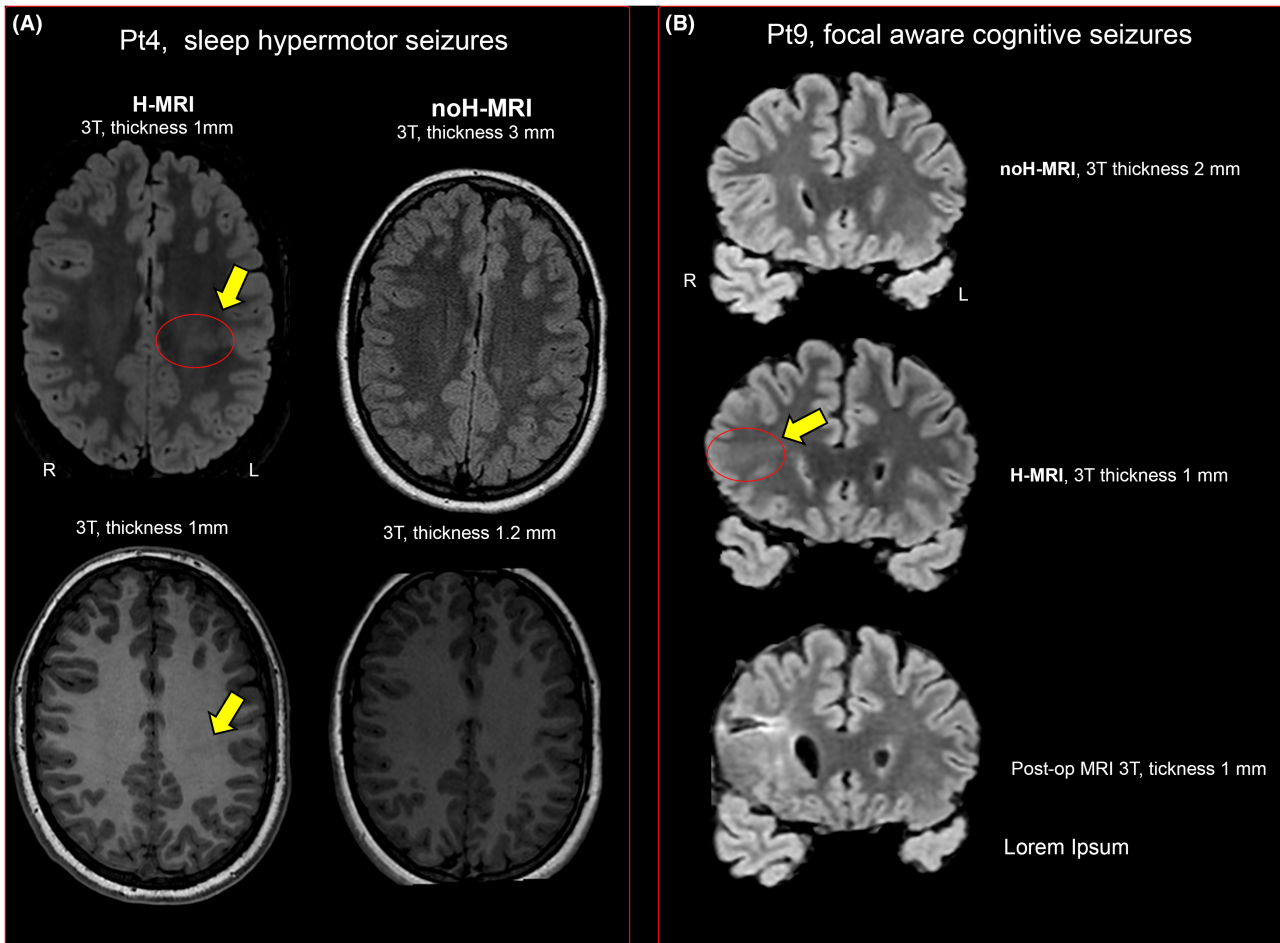 (A)
Pt4, sleep hypermotor seizures
H-MRI
3T, thickness 1mm
noH-MRI
3T, thickness 3 mm
R
L
3T, thickness 1mm
3T, thickness 1.2 mm
(B)
Pt9, focal aware cognitive seizures
noH-MRI, 3T thickness 2 mm
R
L
H-MRI, 3T thickness 1 mm
Post-op MRI 3T, tickness 1 mm
Lorem Ipsum